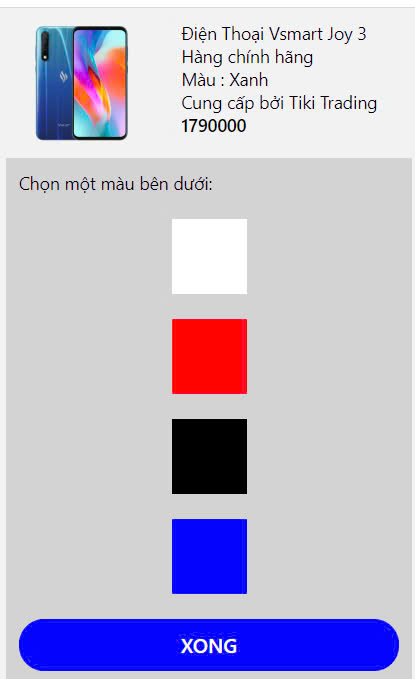 Điện Thoại Vsmart Joy 3
Hàng chính hãng
Màu : Xanh
Cung cấp bởi Tiki Trading
1790000
Chọn một màu bên dưới:
XONG